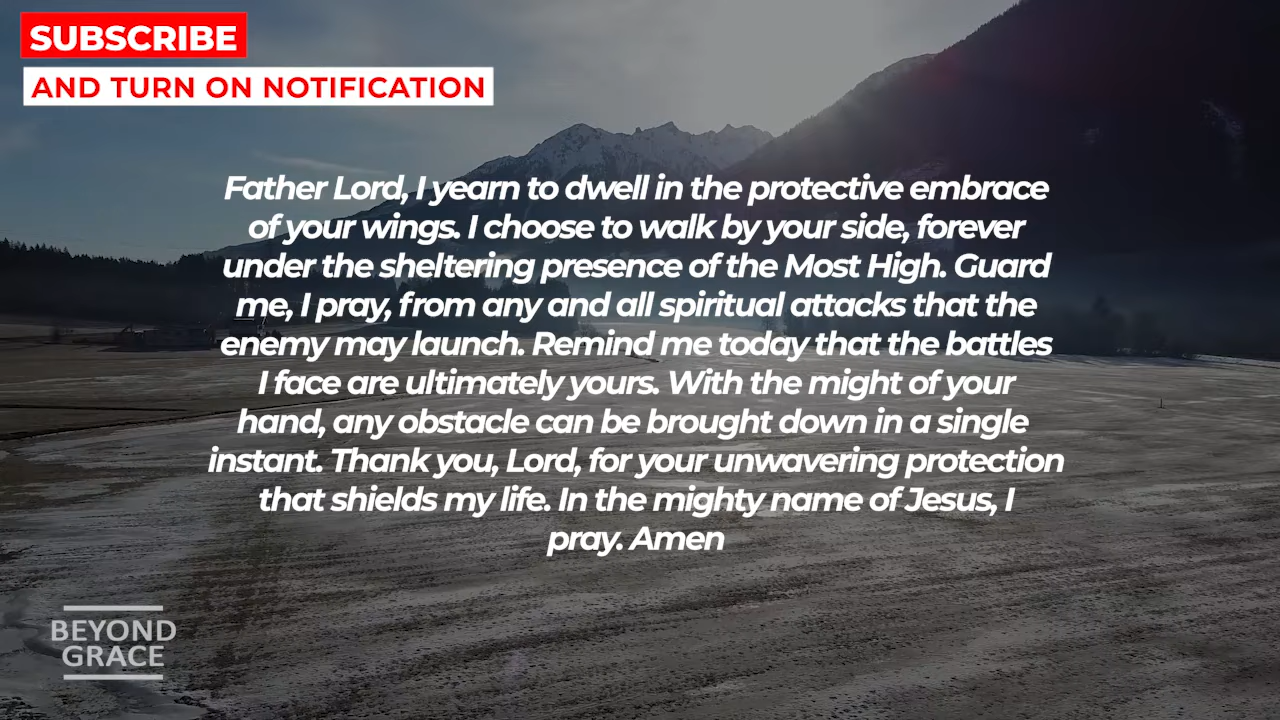 SUBSCRIBE
AND TURN ON NOTIFICATION
Father Lord, I yearn to dwell in the protective embrace
of your wings. I choose to walk by your side, forever
under the sheltering presence of the Most High. Guard
me, I pray, from any and all spiritual attacks that the
enemy may launch. Remind me today that the battles
I face are ultimately yours. With the might of your
hand, any obstacle can be brought down in a single
instant. Thank you, Lord, for your unwavering protection
that shields my life. In the mighty name of Jesus, I
pray. Amen
BEYOND
GRACE